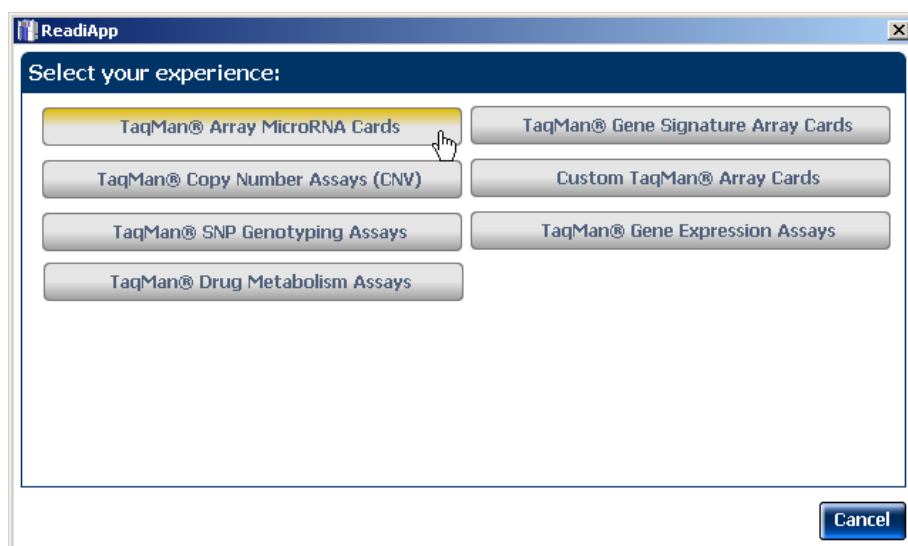 ReadiApp
Select your experience:
TaqMan® Array MicroRNA Cards
TaqMan® Gene Signature Array Cards
TaqMan® Copy Number Assays (CNV)
Custom TaqMan® Array Cards
TaqMan® SNP Genotyping Assays
TaqMan® Gene Expression Assays
TaqMan® Drug Metabolism Assays
Cancel